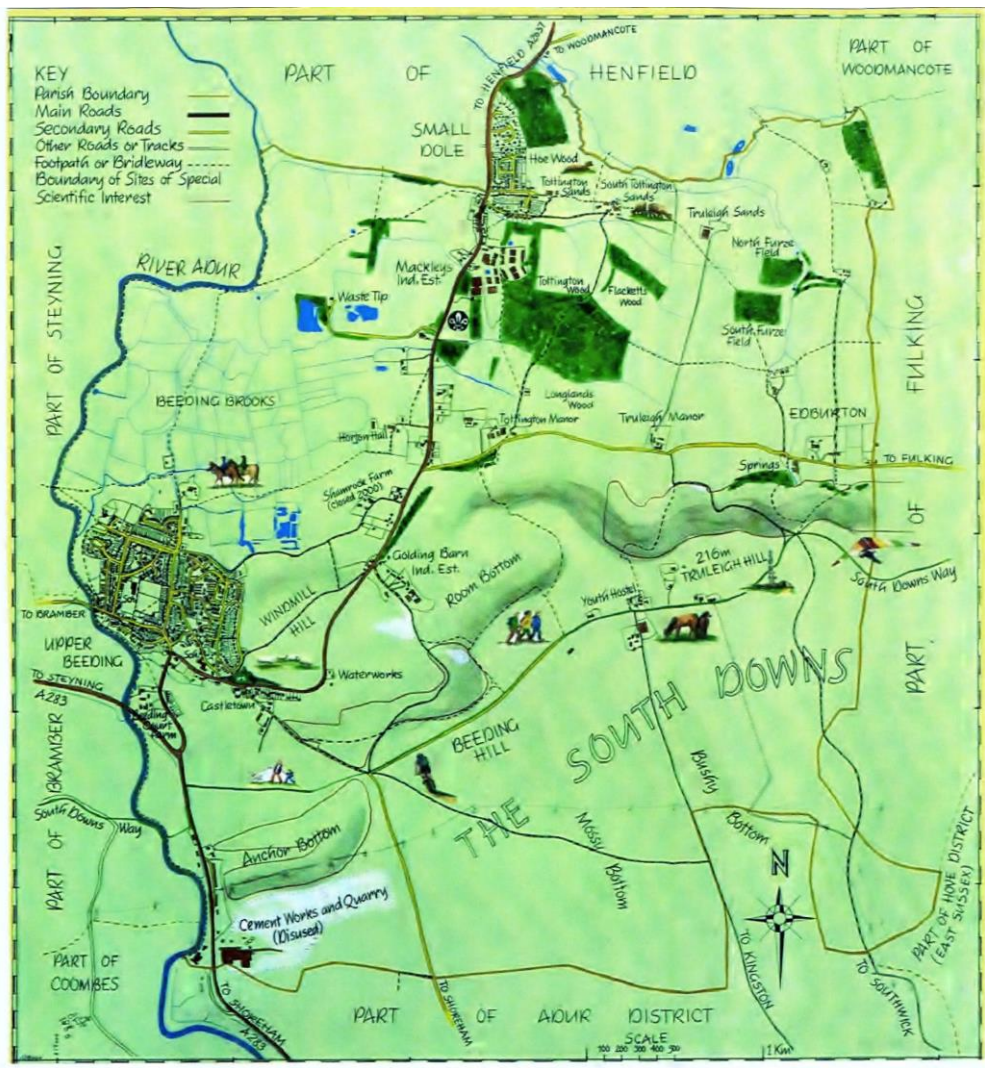 PART OF HENFIELD
PART OF
WOODMANCOTE
TO HENFIELD A2037
TO WOODMANCOTE
KEY
Parish Boundary
Main Roads
Secondary Roads
Other Roads or Tracks
Footpath or Bridleway
Boundary of Sites of Special
Scientific Interest
SMALL
DOLE
Hoe Wood
Tottington
Sands
South Tottington
Sands
Truleigh Sands
North Furze
Field
RIVER ADUR
PART OF STEYNING
Mackleys
Ind. Est.
Tottington
Wood
Flacketts
Wood
Waste Tip
South Furze
Field
FULKING
BEEDING BROOKS
Longlands
Wood
Horton Hall
Tottington Manor
Truleigh Manor
EDBURTON
TO FULKING
Springs
Shamrock Farm
(closed 2000)
PART OF
Golding Barn
Ind. Est.
Room Bottom
216m
TRULEIGH HILL
South Downs Way
WINDMILL
HILL
Youth Hostel
TO BRAMBER
UPPER
BEEDING
Sch
Sch
TO STEYNING
A283
Waterworks
Castletown
BEEDING
HILL
THE SOUTH DOWNS
PART OF BRAMBER
South Downs Way
Anchor Bottom
Mossy
Bottom
Bushy
Bottom
N
Cement Works and Quarry
(Disused)
PART OF HOVE DISTRICT
(EAST SUSSEX)
PART OF
COOMBES
TO SHOREHAM
A283
TO SHOREHAM
TO KINGSTON
TO SOUTHWICK
PART OF ADUR DISTRICT
SCALE
100 200 300 400 500
1 Km